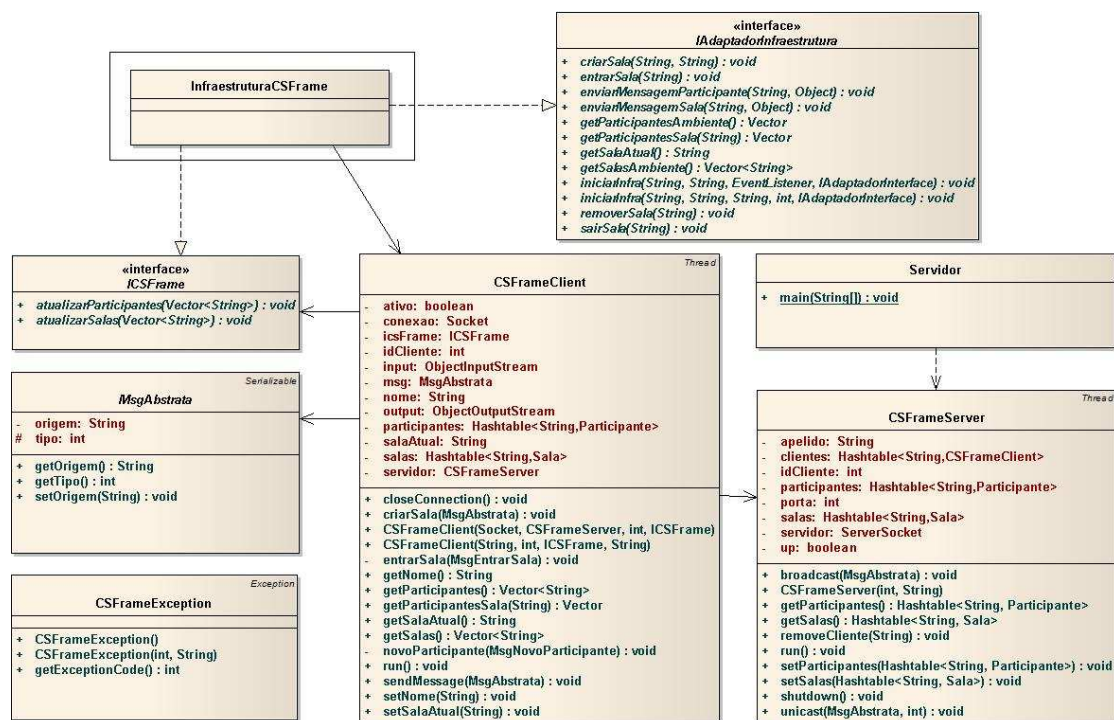 InfraestruturaCSFrame
«interface»
IAdaptadorInfraestrutura
+ criarSala(String, String) : void
+ entrarSala(String) : void
+ enviarMensagemParticipante(String, Object) : void
+ enviarMensagemSala(String, Object) : void
+ getParticipantesAmbiente() : Vector
+ getParticipantesSala(String) : Vector
+ getSalaAtual() : String
+ getSalasAmbiente() : Vector<String>
+ iniciarInfra(String, String, EventListener, IAdaptadorInterface) : void
+ iniciarInfra(String, String, String, int, IAdaptadorInterface) : void
+ removerSala(String) : void
+ sairSala(String) : void
«interface»
ICSFrame
+ atualizarParticipantes(Vector<String>) : void
+ atualizarSalas(Vector<String>) : void
Thread
CSFrameClient
- ativo: boolean
- conexao: Socket
- icsFrame: ICSFrame
- idCliente: int
- input: ObjectInputStream
- msg: MsgAbstrata
- nome: String
- output: ObjectOutputStream
- participantes: Hashtable<String,Participante>
- salaAtual: String
- salas: Hashtable<String,Sala>
- servidor: CSFrameServer
+ closeConnection() : void
+ criarSala(MsgAbstrata) : void
+ CSFrameClient(Socket, CSFrameServer, int, ICSFrame)
+ CSFrameClient(String, int, ICSFrame, String)
- entrarSala(MsgEntrarSala) : void
+ getNome() : String
+ getParticipantes() : Vector<String>
+ getParticipantesSala(String) : Vector
+ getSalaAtual() : String
+ getSalas() : Vector<String>
- novoParticipante(MsgNovoParticipante) : void
+ run() : void
+ sendMessage(MsgAbstrata) : void
+ setNome(String) : void
+ setSalaAtual(String) : void
Servidor
+ main(String[]) : void
Serializable
MsgAbstrata
- origem: String
# tipo: int
+ getOrigem() : String
+ getTipo() : int
+ setOrigem(String) : void
Thread
CSFrameServer
- apelido: String
- clientes: Hashtable<String,CSFrameClient>
- idCliente: int
- participantes: Hashtable<String,Participante>
- porta: int
- salas: Hashtable<String,Sala>
- servidor: ServerSocket
- up: boolean
+ broadcast(MsgAbstrata) : void
+ CSFrameServer(int, String)
+ getParticipantes() : Hashtable<String, Participante>
+ getSalas() : Hashtable<String, Sala>
+ removeCliente(String) : void
+ run() : void
+ setParticipantes(Hashtable<String, Participante>) : void
+ setSalas(Hashtable<String, Sala>) : void
+ shutdown() : void
+ unicast(MsgAbstrata, int) : void
Exception
CSFrameException
+ CSFrameException()
+ CSFrameException(int, String)
+ getExceptionCode() : int